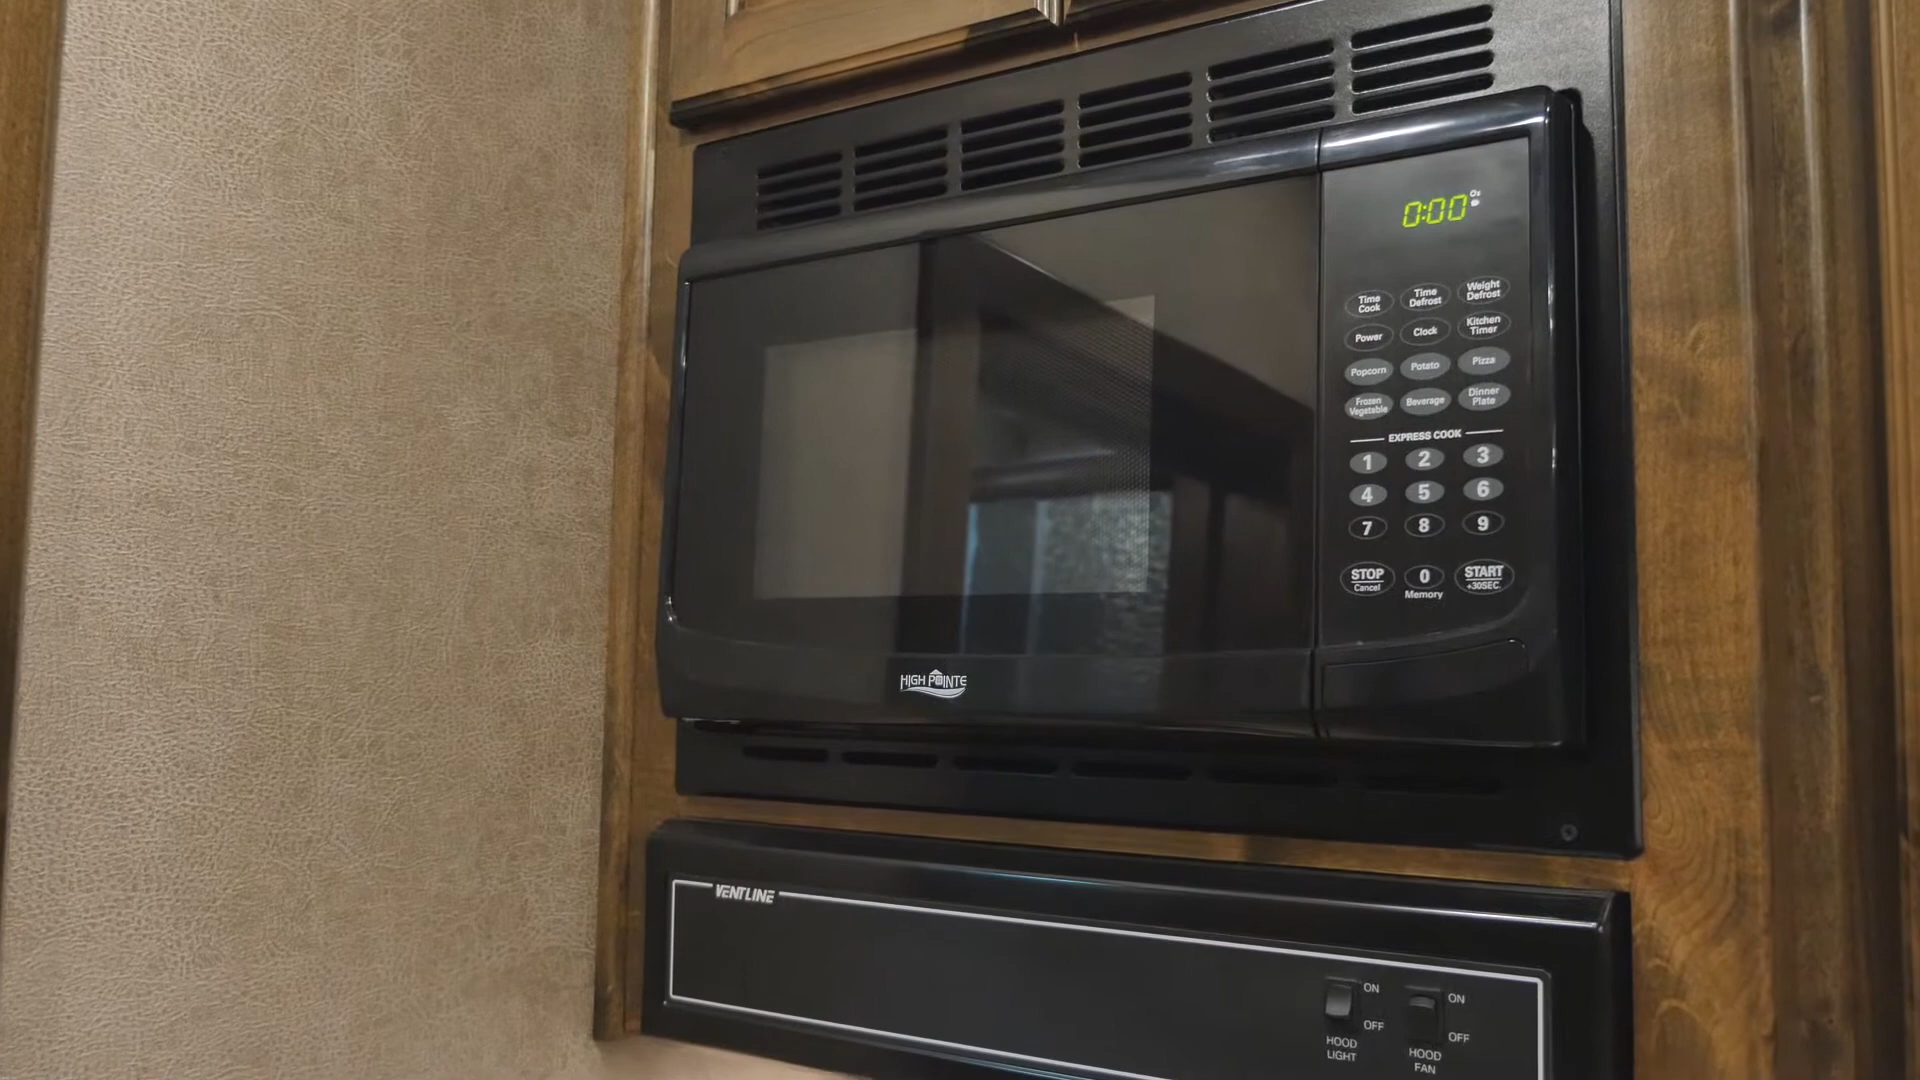 0:00 Oz
Time Cook
Time Defrost
Weight Defrost
Power
Clock
Kitchen Timer
Popcorn
Potato
Pizza
Frozen Vegetable
Beverage
Dinner Plate
EXPRESS COOK
1 2 3
4 5 6
7 8 9
STOP
Cancel
0
Memory
START
+30SEC.
HIGH POINTE
VENTLINE
ON
OFF
HOOD
LIGHT
ON
OFF
HOOD
FAN